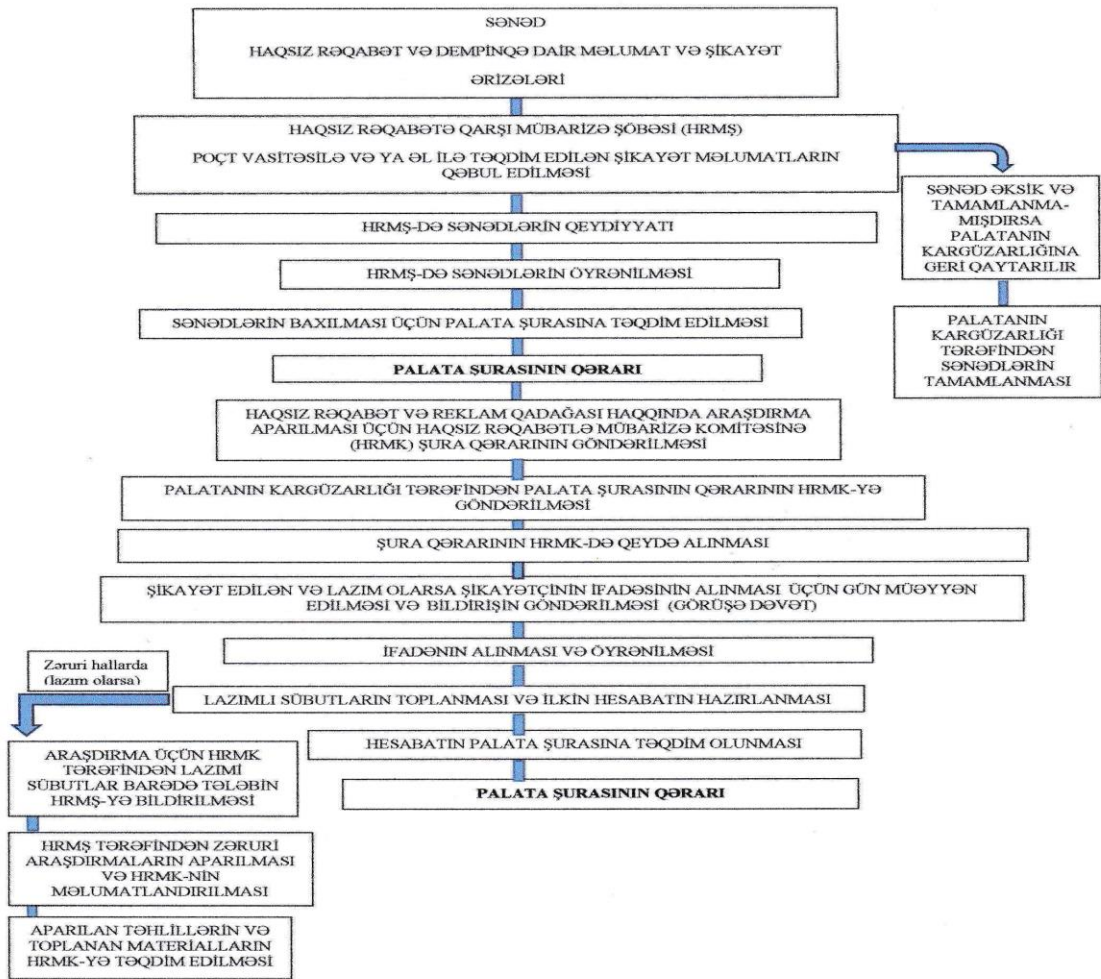 SƏNƏD
HAQSIZ RƏQABƏT VƏ DEMPİNQƏ DAİR MƏLUMAT VƏ ŞİKAYƏT
ƏRİZƏLƏRİ
HAQSIZ RƏQABƏTƏ QARŞI MÜBARİZƏ ŞÖBƏSİ (HRMŞ)
POÇT VASİTƏSİLƏ VƏ YA ƏL İLƏ TƏQDİM EDİLƏN ŞİKAYƏT MƏLUMATLARIN
QƏBUL EDİLMƏSİ
SƏNƏD ƏKSİK VƏ
TAMAMLANMA-
MIŞDIRSA
PALATANIN
KARGÜZARLIĞINA
GERİ QAYTARILIR
PALATANIN
KARGÜZARLIĞI
TƏRƏFİNDƏN
SƏNƏDLƏRİN
TAMAMLANMASI
HRMŞ-DƏ SƏNƏDLƏRİN QEYDİYYATI
HRMŞ-DƏ SƏNƏDLƏRİN ÖYRƏNİLMƏSİ
SƏNƏDLƏRİN BAXILMASI ÜÇÜN PALATA ŞURASINA TƏQDİM EDİLMƏSİ
PALATA ŞURASININ QƏRARI
HAQSIZ RƏQABƏT VƏ REKLAM QADAĞASI HAQQINDA ARAŞDIRMA
APARILMASI ÜÇÜN HAQSIZ RƏQABƏTLƏ MÜBARİZƏ KOMİTƏSİNƏ
(HRMK) ŞURA QƏRARININ GÖNDƏRİLMƏSİ
PALATANIN KARGÜZARLIĞI TƏRƏFİNDƏN PALATA ŞURASININ QƏRARININ HRMK-YƏ
GÖNDƏRİLMƏSİ
ŞURA QƏRARININ HRMK-DƏ QEYDƏ ALINMASI
ŞİKAYƏT EDİLƏN VƏ LAZIM OLARSA ŞİKAYƏTÇİNİN İFADƏSİNİN ALINMASI ÜÇÜN GÜN MÜƏYYƏN
EDİLMƏSİ VƏ BİLDİRİŞİN GÖNDƏRİLMƏSİ (GÖRÜŞƏ DƏVƏT)
İFADƏNIN ALINMASI VƏ ÖYRƏNİLMƏSİ
Zəruri hallarda
(lazım olarsa)
LAZIMLI SÜBUTLARIN TOPLANMASI VƏ İLKİN HESABATIN HAZIRLANMASI
HESABATIN PALATA ŞURASINA TƏQDİM OLUNMASI
PALATA ŞURASININ QƏRARI
ARAŞDIRMA ÜÇÜN HRMK
TƏRƏFİNDƏN LAZIMİ
SÜBUTLAR BARƏDƏ TƏLƏBİN
HRMŞ-YƏ BİLDİRİLMƏSİ
HRMŞ TƏRƏFİNDƏN ZƏRURİ
ARAŞDIRMALARIN APARILMASI
VƏ HRMK-NİN
MƏLUMATLANDIRILMASI
APARILAN TƏHLİLLƏRİN VƏ
TOPLANAN MATERİALLARIN
HRMK-YƏ TƏQDİM EDİLMƏSİ